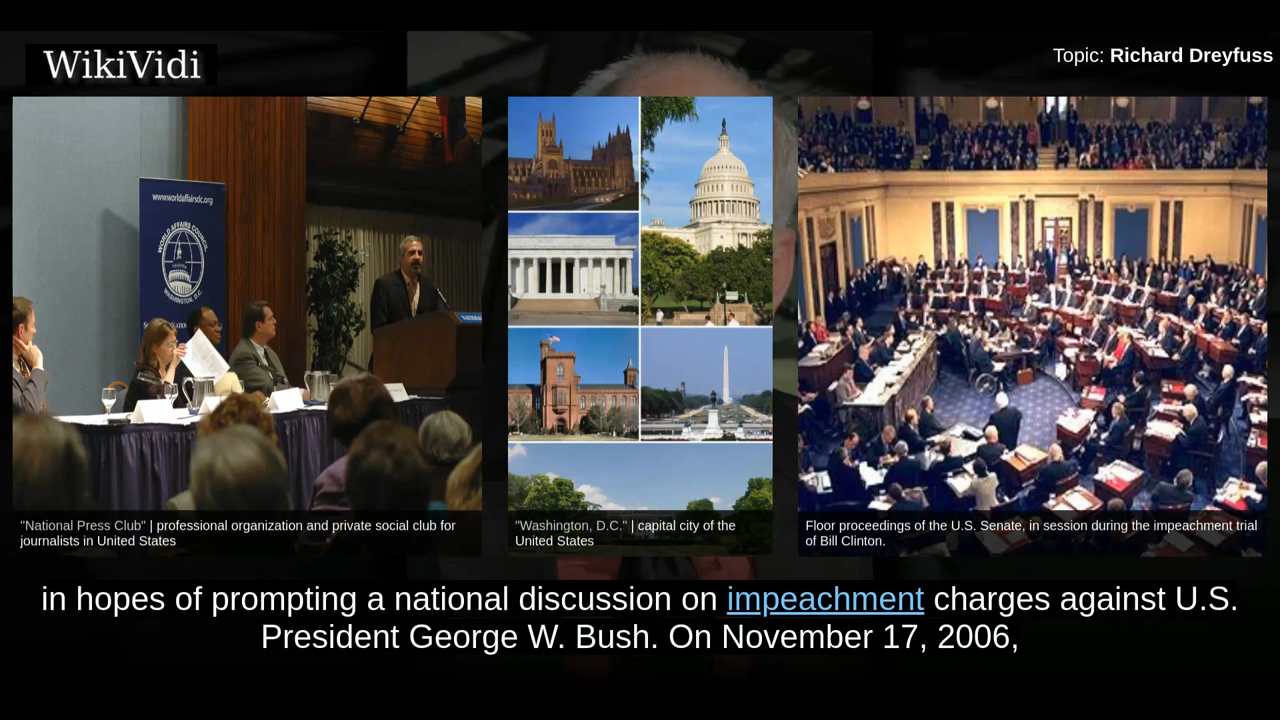 WikiVidi
Topic: Richard Dreyfuss
www.worldaffairsdc.org
WORLD AFFAIRS COUNCIL
WASHINGTON, D.C.
"National Press Club" | professional organization and private social club for
journalists in United States
"Washington, D.C." | capital city of the
United States
Floor proceedings of the U.S. Senate, in session during the impeachment trial
of Bill Clinton.
in hopes of prompting a national discussion on impeachment charges against U.S.
President George W. Bush. On November 17, 2006,